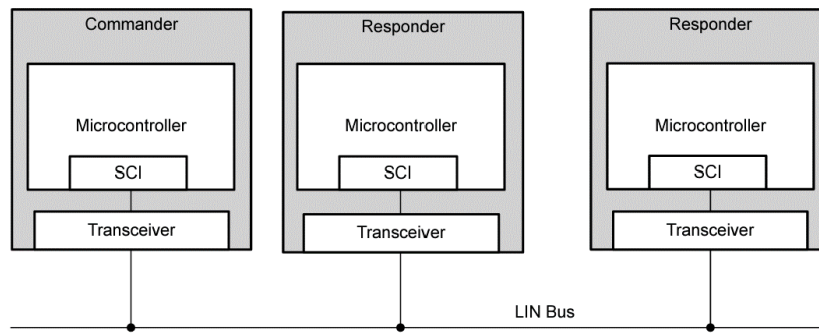 Commander
Responder
Responder
Microcontroller
Microcontroller
Microcontroller
SCI
SCI
SCI
Transceiver
Transceiver
Transceiver
LIN Bus